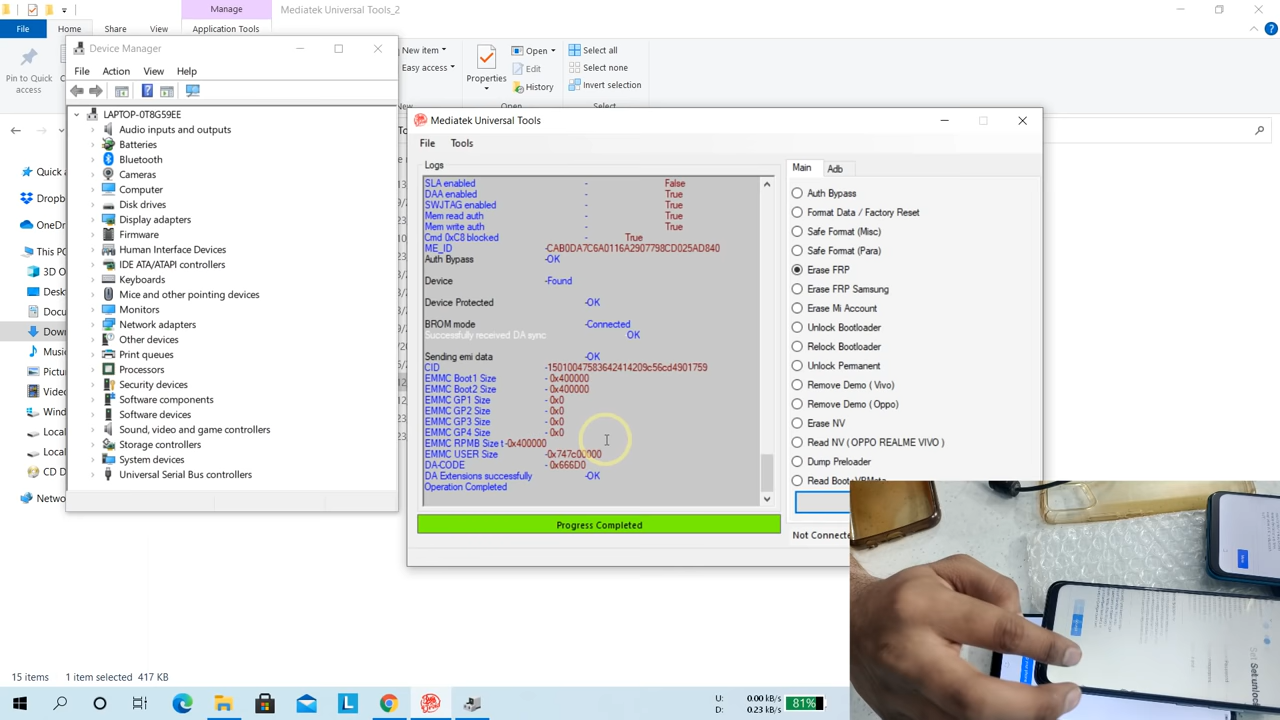 Manage
Mediatek Universal Tools_2
File
Home
Share
View
Application Tools
Pin to Quick
access
New item
Easy access
Properties
Open
Edit
History
Select all
Select none
Invert selection
Open
Device Manager
File
Action
View
Help
LAPTOP-0T8G59EE
Audio inputs and outputs
Batteries
Bluetooth
Cameras
Computer
Disk drives
Display adapters
Firmware
Human Interface Devices
IDE ATA/ATAPI controllers
Keyboards
Mice and other pointing devices
Monitors
Network adapters
Other devices
Print queues
Processors
Security devices
Software components
Software devices
Sound, video and game controllers
Storage controllers
System devices
Universal Serial Bus controllers
Quick
Dropb
OneDr
This PC
3D O
Desk
Docu
Dow
Music
Pictu
Wind
Local
Local
CD D
Netwo
Mediatek Universal Tools
File
Tools
Logs
SLA enabled - False
DAA enabled - True
SWJTAG enabled - True
Mem read auth - True
Mem write auth - True
Cmd 0xC8 blocked - True
ME_ID -CAB0DA7C6A0116A2907798CD025AD840
Auth Bypass -OK
Device -Found
Device Protected -OK
BROM mode -Connected
Successfully received DA sync OK
Sending emi data -OK
CID -15010047583642414209c56cd4901759
EMMC Boot1 Size - 0x400000
EMMC Boot2 Size - 0x400000
EMMC GP1 Size - 0x0
EMMC GP2 Size - 0x0
EMMC GP3 Size - 0x0
EMMC GP4 Size - 0x0
EMMC RPMB Size t -0x400000
EMMC USER Size -0x747c00000
DA-CODE - 0x666D0
DA Extensions successfully -OK
Operation Completed
Progress Completed
Main
Adb
Auth Bypass
Format Data / Factory Reset
Safe Format (Misc)
Safe Format (Para)
Erase FRP
Erase FRP Samsung
Erase Mi Account
Unlock Bootloader
Relock Bootloader
Unlock Permanent
Remove Demo ( Vivo)
Remove Demo ( Oppo)
Erase NV
Read NV ( OPPO REALME VIVO )
Dump Preloader
Read Boot VBMeta
Not Connecte
15 items
1 item selected 417 KB
U: 0.00 kB/s
D: 0.23 kB/s
81%